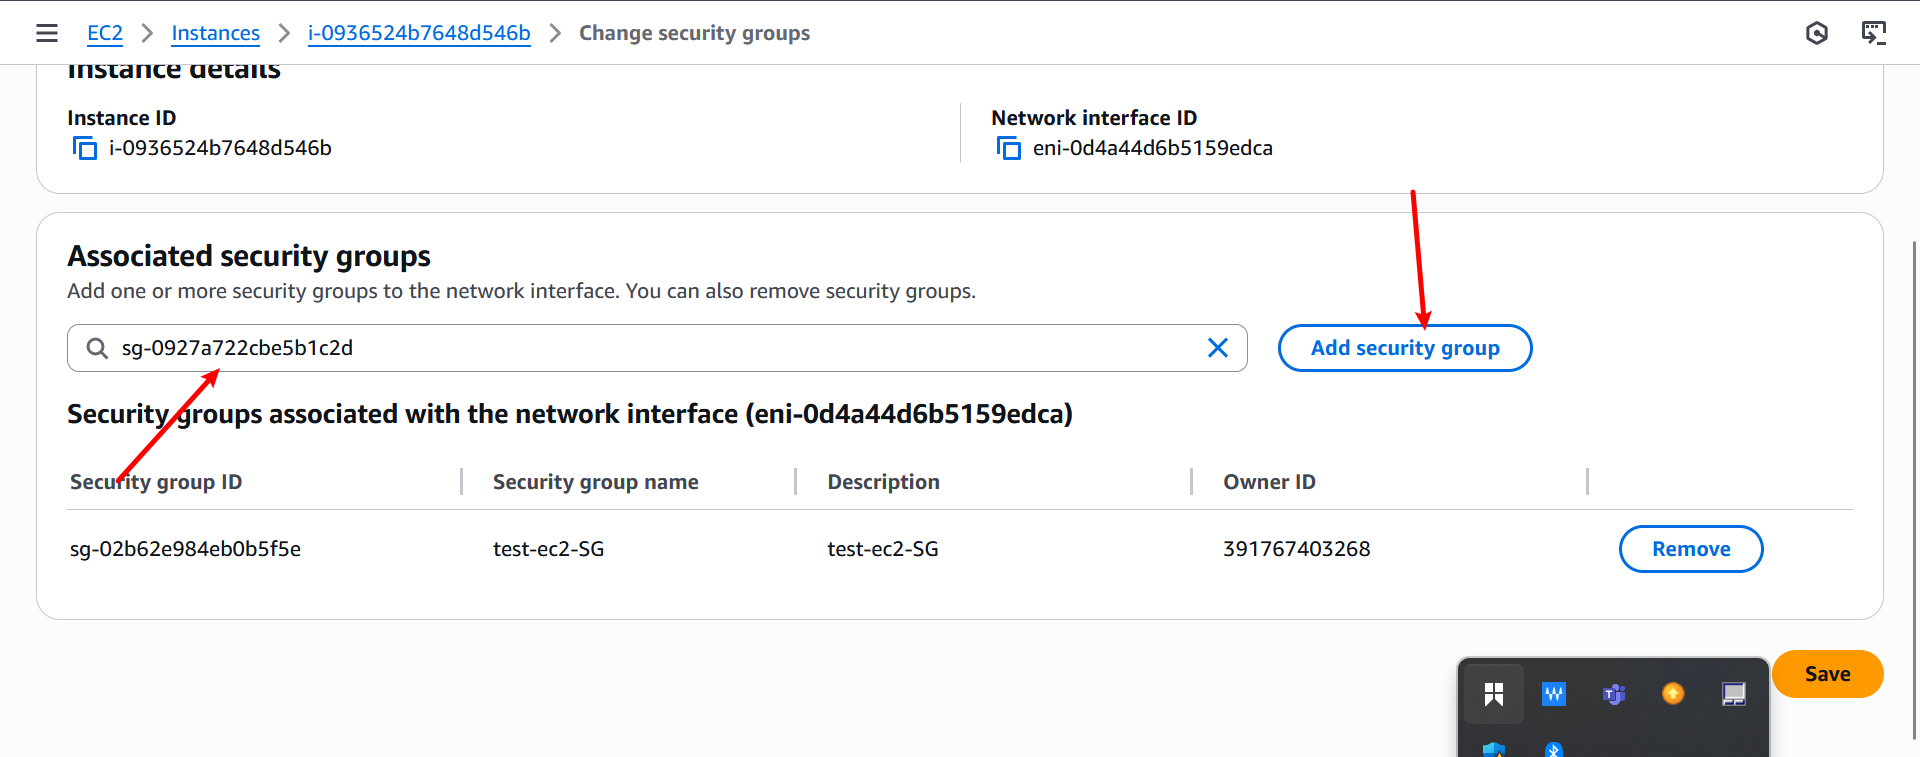 EC2 > Instances > i-0936524b7648d546b > Change security groups
Instance details
Instance ID
i-0936524b7648d546b
Network interface ID
eni-0d4a44d6b5159edca
Associated security groups
Add one or more security groups to the network interface. You can also remove security groups.
sg-0927a722cbe5b1c2d
Add security group
Security groups associated with the network interface (eni-0d4a44d6b5159edca)
Security group ID Security group name Description Owner ID
sg-02b62e984eb0b5f5e test-ec2-SG test-ec2-SG 391767403268 Remove
Save